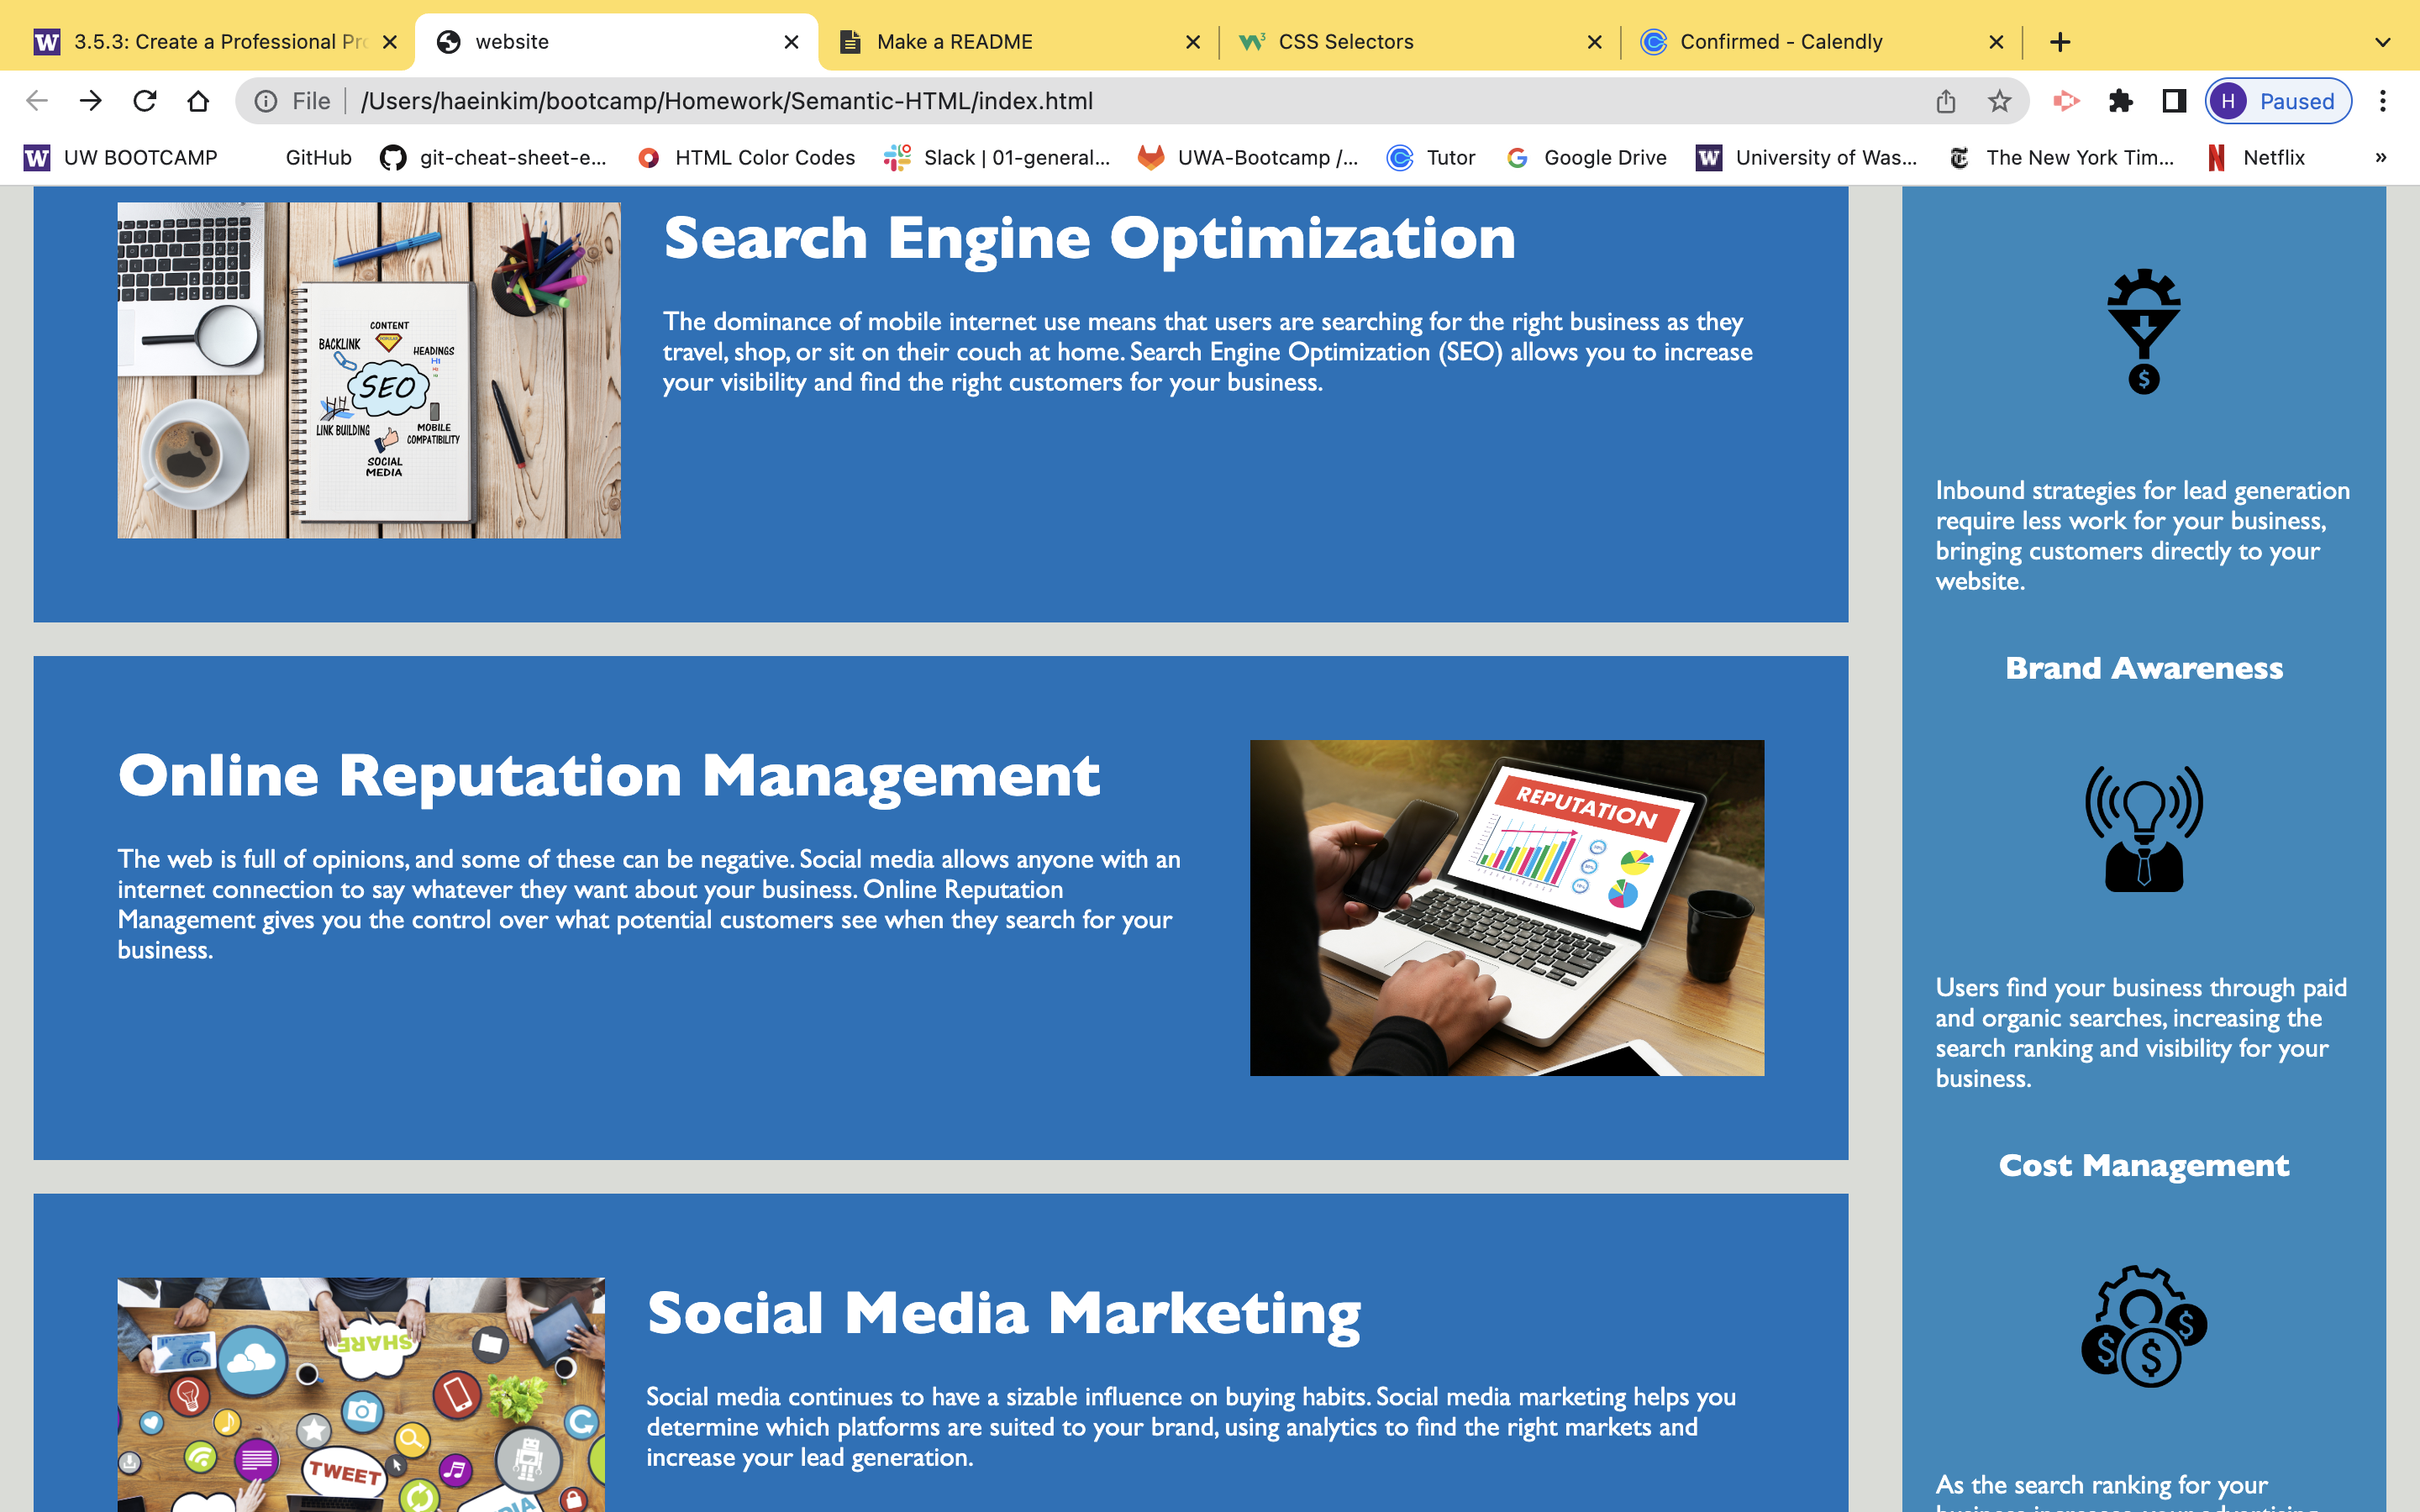 3.5.3: Create a Professional Pro
website
Make a README
CSS Selectors
Confirmed - Calendly
File /Users/haeinkim/bootcamp/Homework/Semantic-HTML/index.html
H Paused
UW BOOTCAMP
GitHub
git-cheat-sheet-e...
HTML Color Codes
Slack | 01-general...
UWA-Bootcamp /...
Tutor
Google Drive
University of Was...
The New York Tim...
Netflix
»
CONTENT
BACKLINK
HEADINGS
SEO
LINK BUILDING
MOBILE
COMPATIBILITY
SOCIAL
MEDIA
Search Engine Optimization
The dominance of mobile internet use means that users are searching for the right business as they
travel, shop, or sit on their couch at home. Search Engine Optimization (SEO) allows you to increase
your visibility and find the right customers for your business.
Online Reputation Management
The web is full of opinions, and some of these can be negative. Social media allows anyone with an
internet connection to say whatever they want about your business. Online Reputation
Management gives you the control over what potential customers see when they search for your
business.
REPUTATION
SHARE
TWEET
Social Media Marketing
Social media continues to have a sizable influence on buying habits. Social media marketing helps you
determine which platforms are suited to your brand, using analytics to find the right markets and
increase your lead generation.
Inbound strategies for lead generation
require less work for your business,
bringing customers directly to your
website.
Brand Awareness
Users find your business through paid
and organic searches, increasing the
search ranking and visibility for your
business.
Cost Management
As the search ranking for your
business increases, your advertising